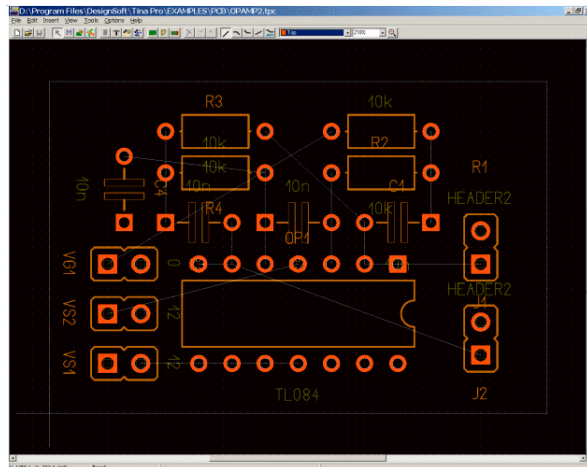 D:\Program Files\DesignSoft\Tina Pro\EXAMPLES\PCB\OPAMP2.tpc
File Edit Insert View Tools Options Help
Top
R3
10k
10k
R2
40k
R1
10n
C4
10n
10n
C1
HEADER2
R4
10k
OP1
VG1
0
HEADER2
J1
VS2
12
VS1
12
TL084
J2